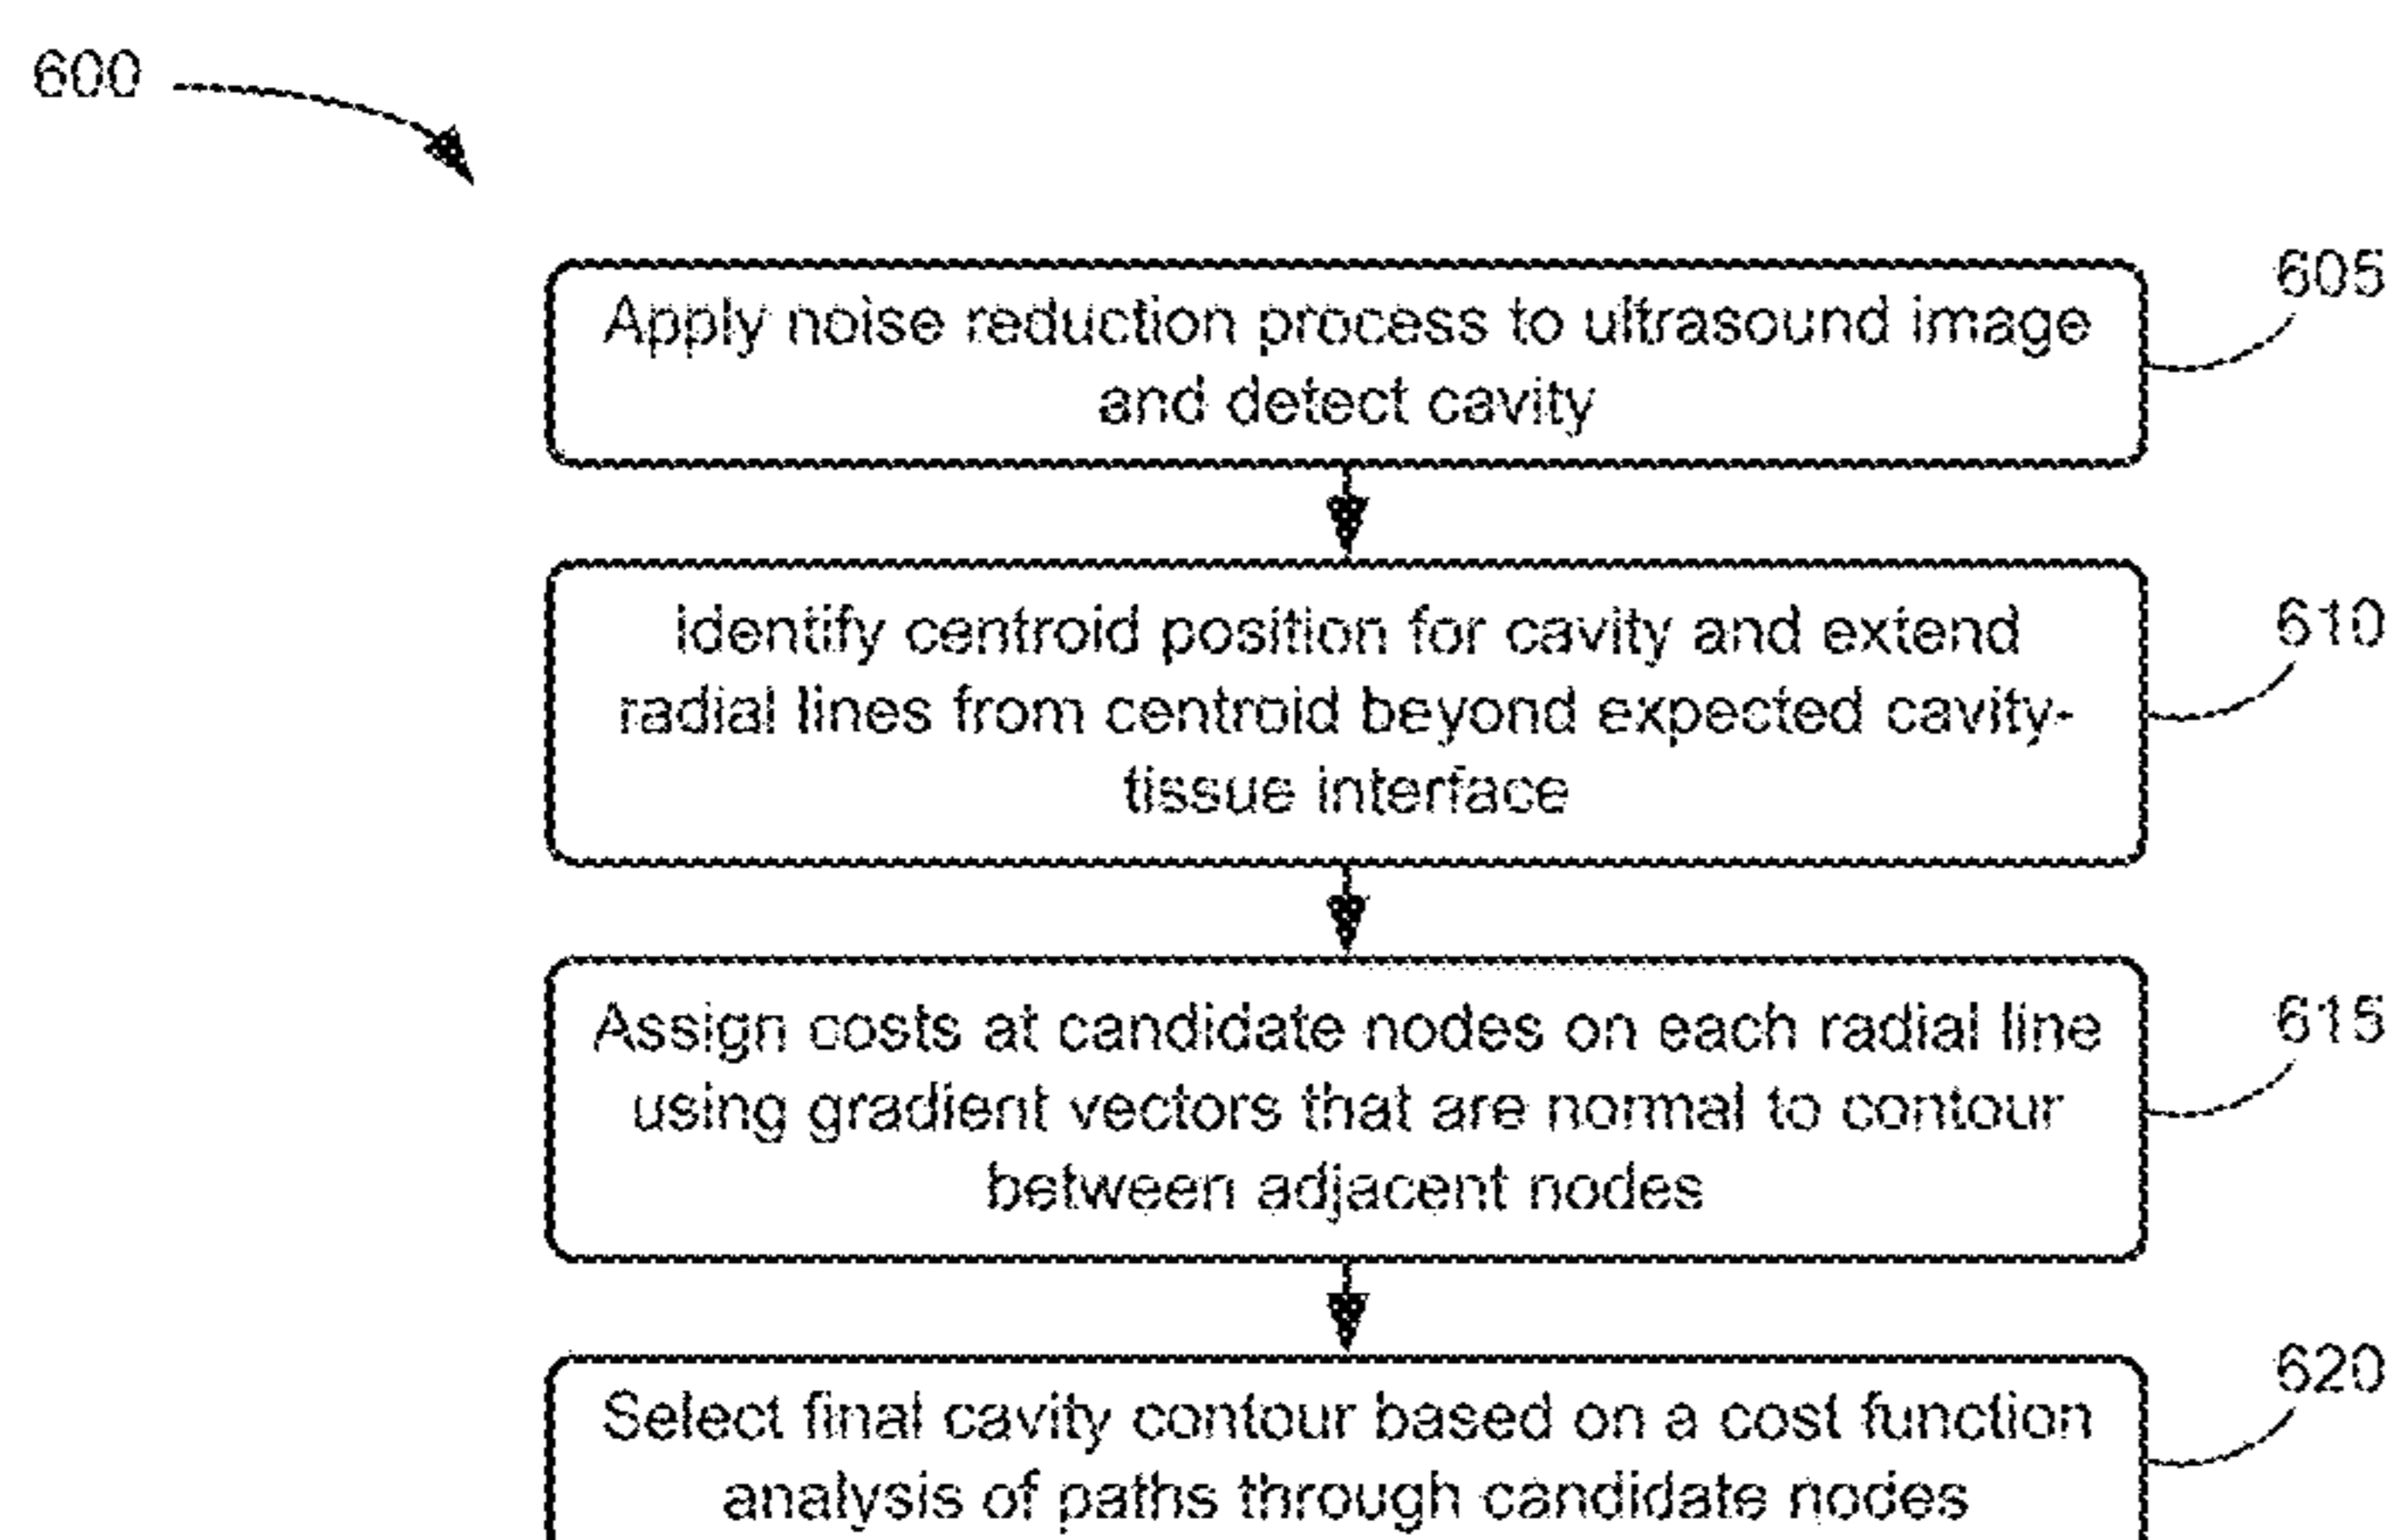 600
605
Apply noise reduction process to ultrasound image
and detect cavity
610
Identify centroid position for cavity and extend
radial lines from centroid beyond expected cavity-
tissue interface
615
Assign costs at candidate nodes on each radial line
using gradient vectors that are normal to contour
between adjacent nodes
620
Select final cavity contour based on a cost function
analysis of paths through candidate nodes